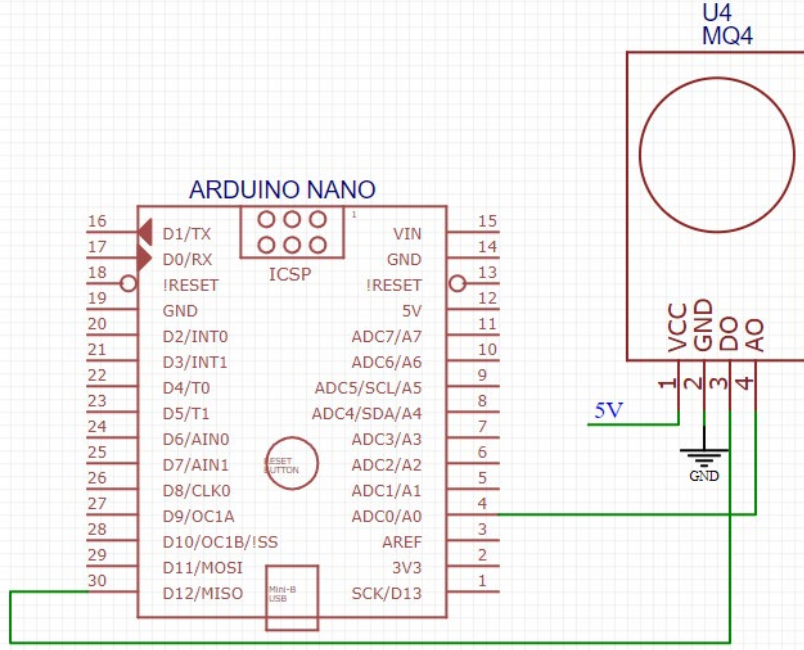 U4
MQ4
ARDUINO NANO
1
ICSP
16 D1/TX VIN 15
17 D0/RX GND 14
18 !RESET !RESET 13
19 GND 5V 12
20 D2/INT0 ADC7/A7 11
21 D3/INT1 ADC6/A6 10
22 D4/T0 ADC5/SCL/A5 9
23 D5/T1 ADC4/SDA/A4 8
24 D6/AIN0 ADC3/A3 7
25 D7/AIN1 ADC2/A2 6
26 D8/CLK0 ADC1/A1 5
27 D9/OC1A ADC0/A0 4
28 D10/OC1B/!SS AREF 3
29 D11/MOSI 3V3 2
30 D12/MISO SCK/D13 1
RESET
BUTTON
Mini-B
USB
VCC
GND
DO
AO
1
2
3
4
5V
GND